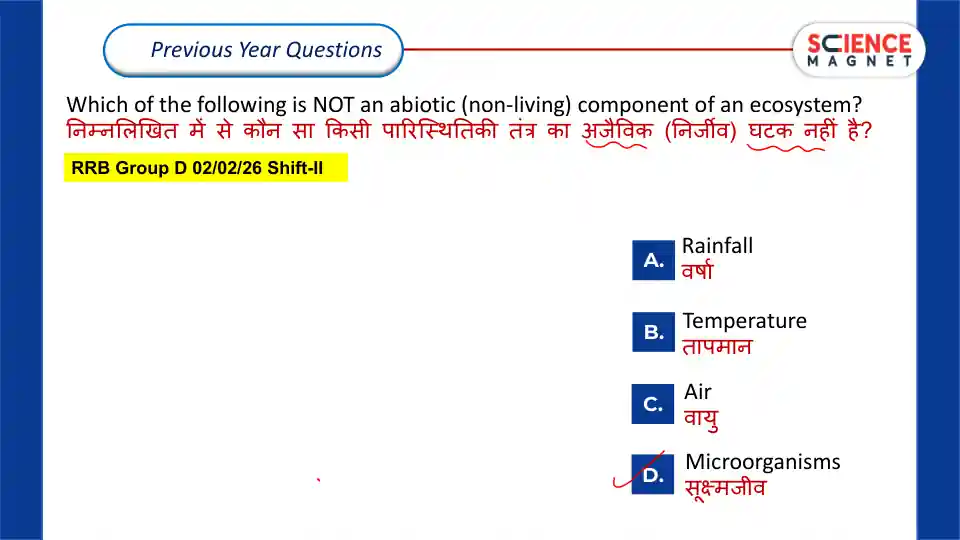 Previous Year Questions
SCIENCE
MAGNET
Which of the following is NOT an abiotic (non-living) component of an ecosystem?
निम्नलिखित में से कौन सा किसी पारिस्थितिकी तंत्र का अजैविक (निर्जीव) घटक नहीं है?
RRB Group D 02/02/26 Shift-II
A. Rainfall
वर्षा
B. Temperature
तापमान
C. Air
वायु
D. Microorganisms
सूक्ष्मजीव